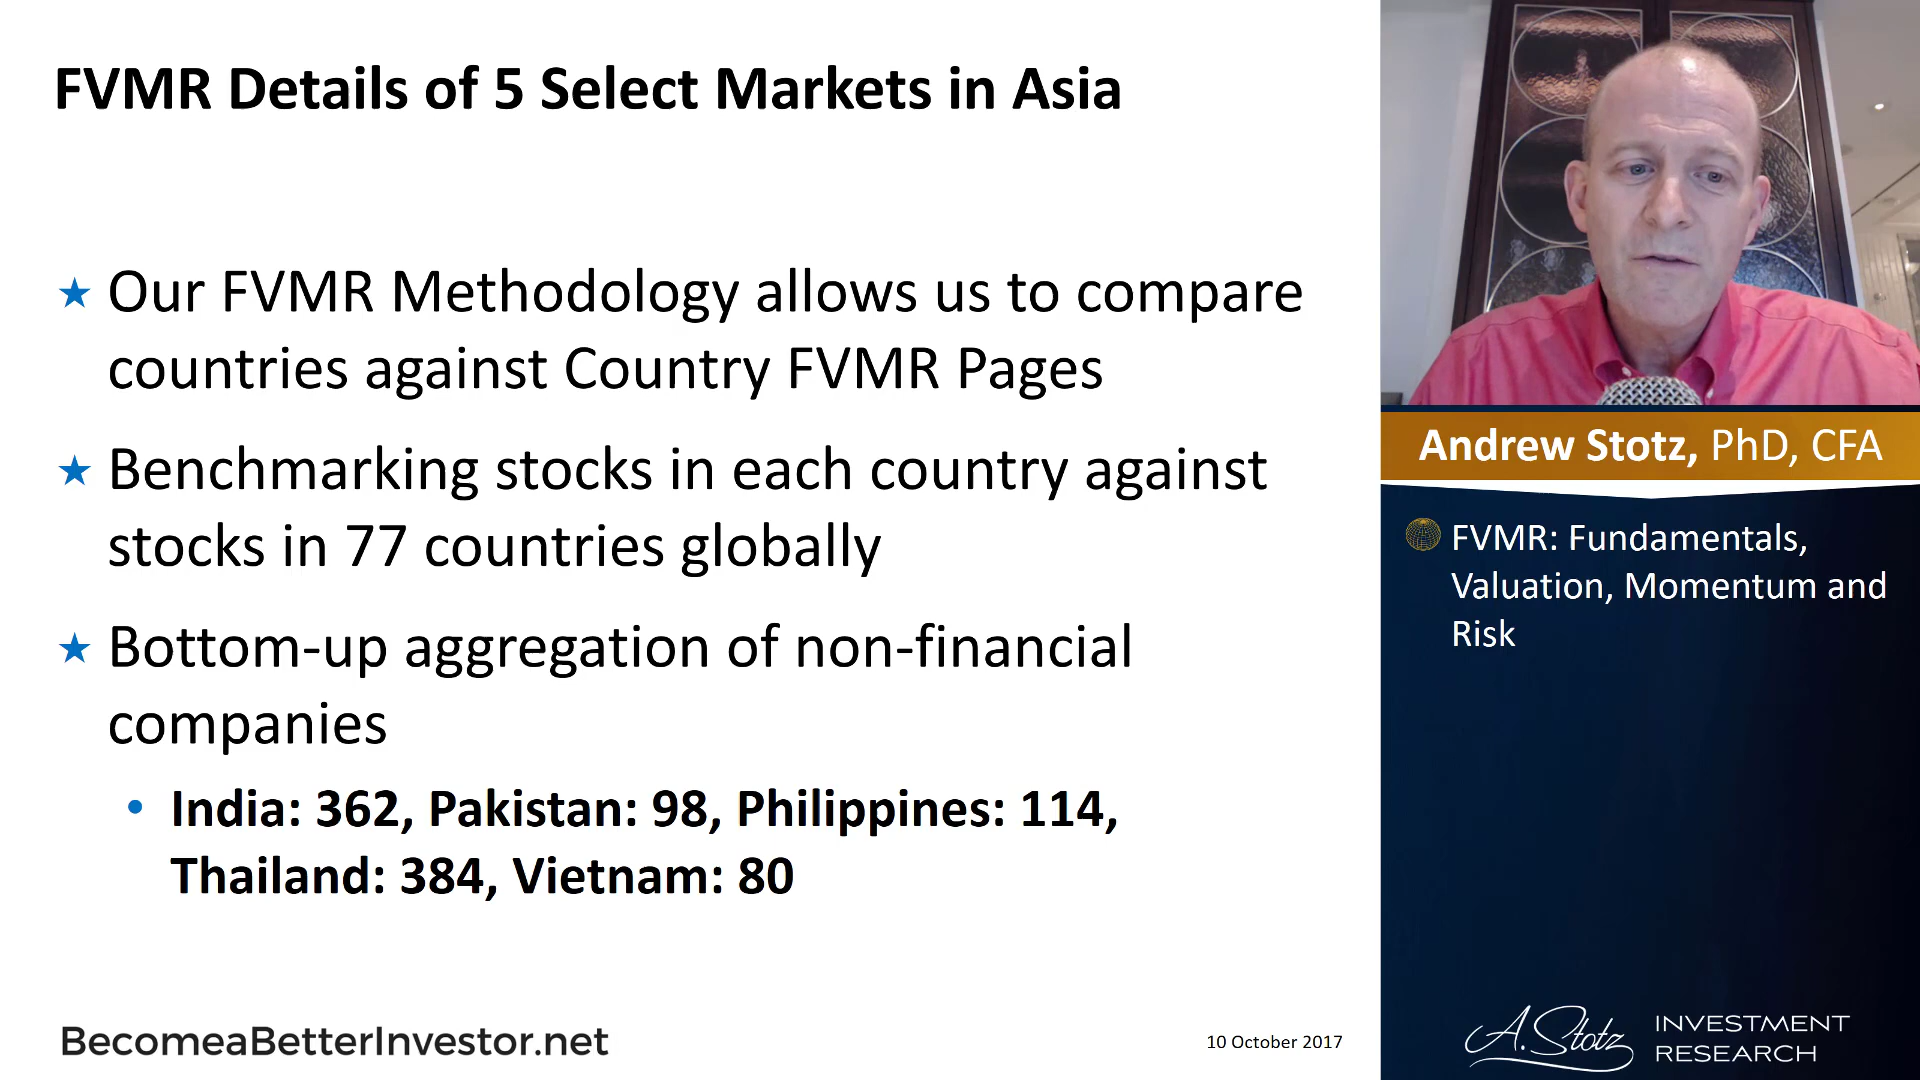 FVMR Details of 5 Select Markets in Asia
Our FVMR Methodology allows us to compare
countries against Country FVMR Pages
Benchmarking stocks in each country against
stocks in 77 countries globally
Bottom-up aggregation of non-financial
companies
India: 362, Pakistan: 98, Philippines: 114,
Thailand: 384, Vietnam: 80
BecomeaBetterInvestor.net
10 October 2017
Andrew Stotz, PhD, CFA
FVMR: Fundamentals,
Valuation, Momentum and
Risk
A. Stotz
INVESTMENT
RESEARCH